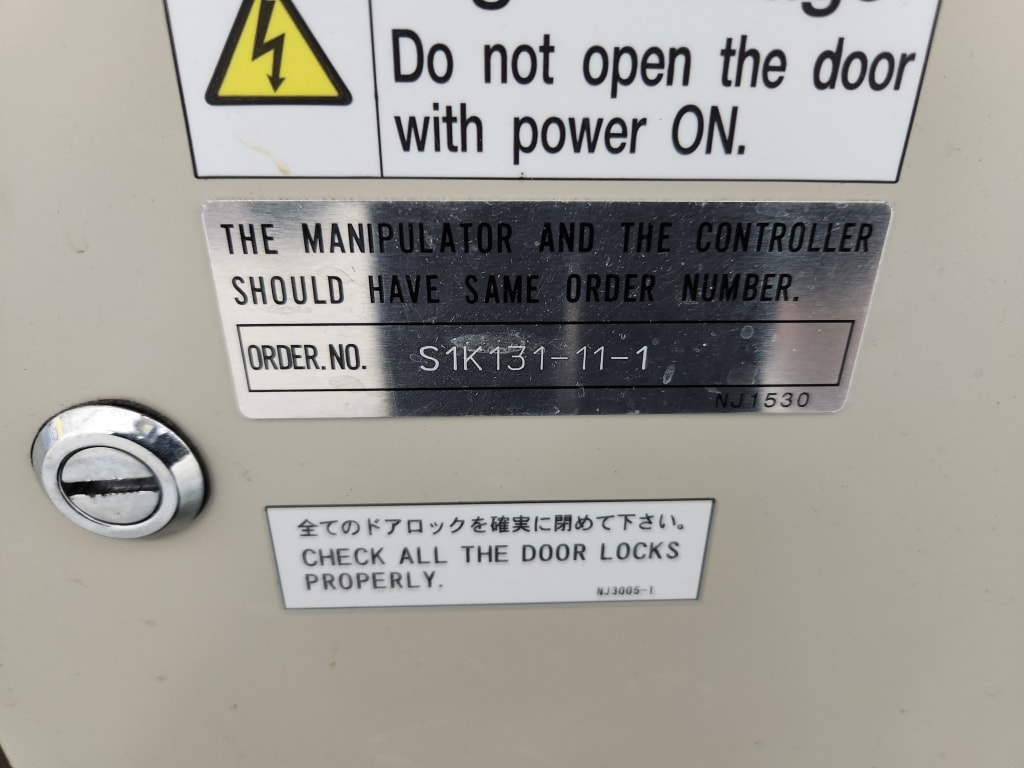 Do not open the door
with power ON.
THE MANIPULATOR AND THE CONTROLLER
SHOULD HAVE SAME ORDER NUMBER.
ORDER.NO. S1K131-11-1
NJ1530
全てのドアロックを確実に閉めて下さい。
CHECK ALL THE DOOR LOCKS
PROPERLY.
NJ3005-1